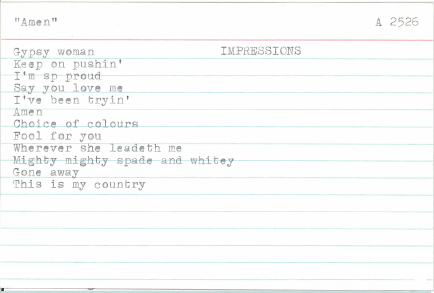 "Amen" A 2526
Gypsy woman IMPRESSIONS
Keep on pushin'
I'm sp proud
Say you love me
I've been tryin'
Amen
Choice of colours
Fool for you
Wherever she leadeth me
Mighty mighty spade and whitey
Gone away
This is my country